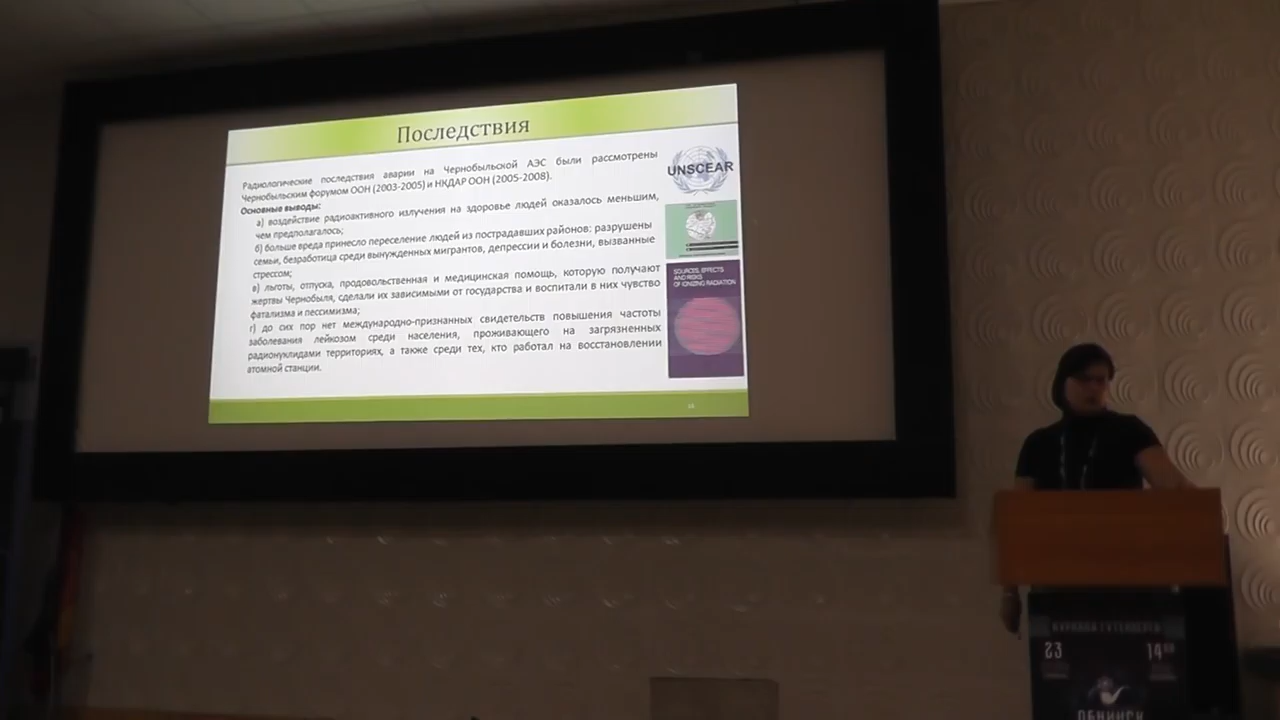 Последствия
Радиологические последствия аварии на Чернобыльской АЭС были рассмотрены
Чернобыльским форумом ООН (2003-2005) и НКДАР ООН (2005-2008).
Основные выводы:
а) воздействие радиоактивного излучения на здоровье людей оказалось меньшим,
чем предполагалось;
б) больше вреда принесло переселение людей из пострадавших районов: разрушены
семьи, безработица среди вынужденных мигрантов, депрессии и болезни, вызванные
стрессом;
в) льготы, отпуска, продовольственная и медицинская помощь, которую получают
жертвы Чернобыля, сделали их зависимыми от государства и воспитали в них чувство
фатализма и пессимизма;
г) до сих пор нет международно-признанных свидетельств повышения частоты
заболевания лейкозом среди населения, проживающего на загрязненных
радионуклидами территориях, а также среди тех, кто работал на восстановлении
атомной станции.
UNSCEAR
SOURCES, EFFECTS
AND RISKS
OF IONIZING RADIATION
КУРИЛКА ГУТЕНБЕРГА
23
14
ОБНИНСК